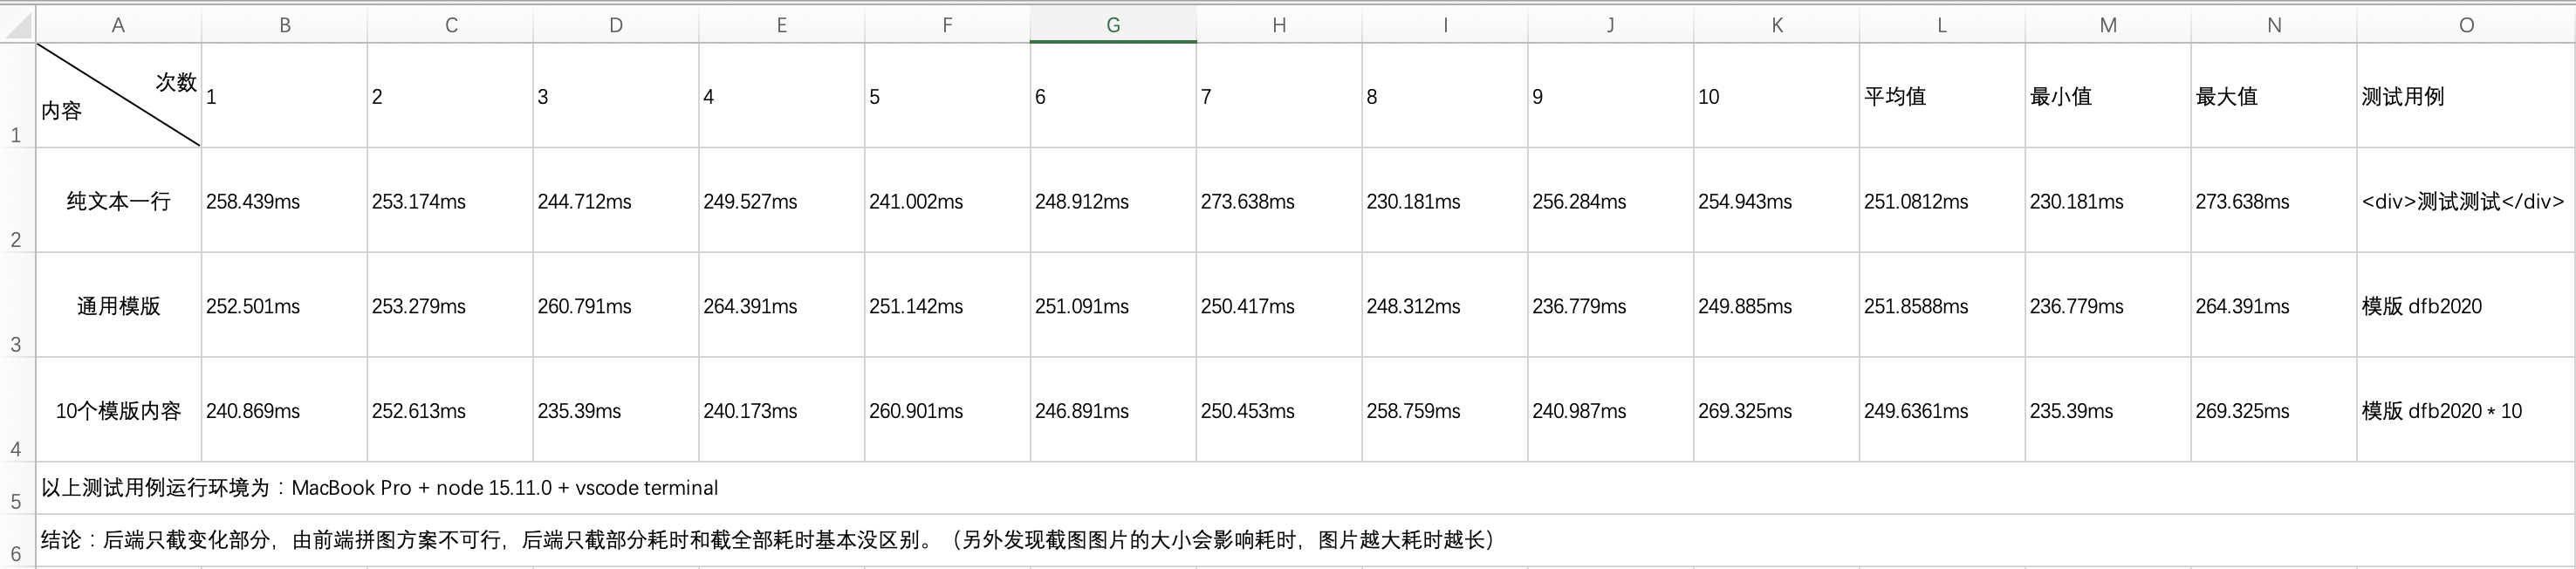 A B C D E F G H I J K L M N O
1 次数 内容 1 2 3 4 5 6 7 8 9 10 平均值 最小值 最大值 测试用例
2 纯文本一行 258.439ms 253.174ms 244.712ms 249.527ms 241.002ms 248.912ms 273.638ms 230.181ms 256.284ms 254.943ms 251.0812ms 230.181ms 273.638ms <div>测试测试</div>
3 通用模版 252.501ms 253.279ms 260.791ms 264.391ms 251.142ms 251.091ms 250.417ms 248.312ms 236.779ms 249.885ms 251.8588ms 236.779ms 264.391ms 模版 dfb2020
4 10个模版内容 240.869ms 252.613ms 235.39ms 240.173ms 260.901ms 246.891ms 250.453ms 258.759ms 240.987ms 269.325ms 249.6361ms 235.39ms 269.325ms 模版 dfb2020 * 10
5 以上测试用例运行环境为：MacBook Pro + node 15.11.0 + vscode terminal
6 结论：后端只截变化部分，由前端拼图方案不可行，后端只截部分耗时和截全部耗时基本没区别。（另外发现截图图片的大小会影响耗时，图片越大耗时越长）